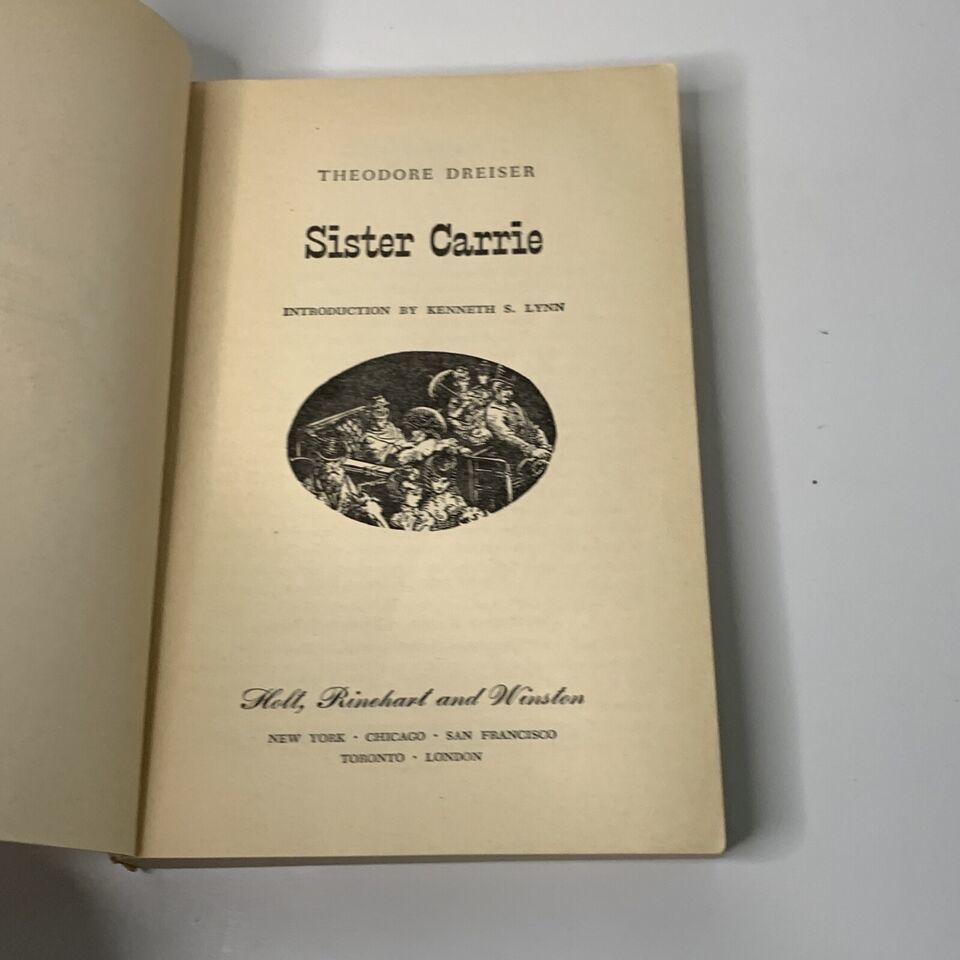 THEODORE DREISER
Sister Carrie
INTRODUCTION BY KENNETH S. LYNN
Holt, Rinehart and Winston
NEW YORK · CHICAGO · SAN FRANCISCO
TORONTO · LONDON